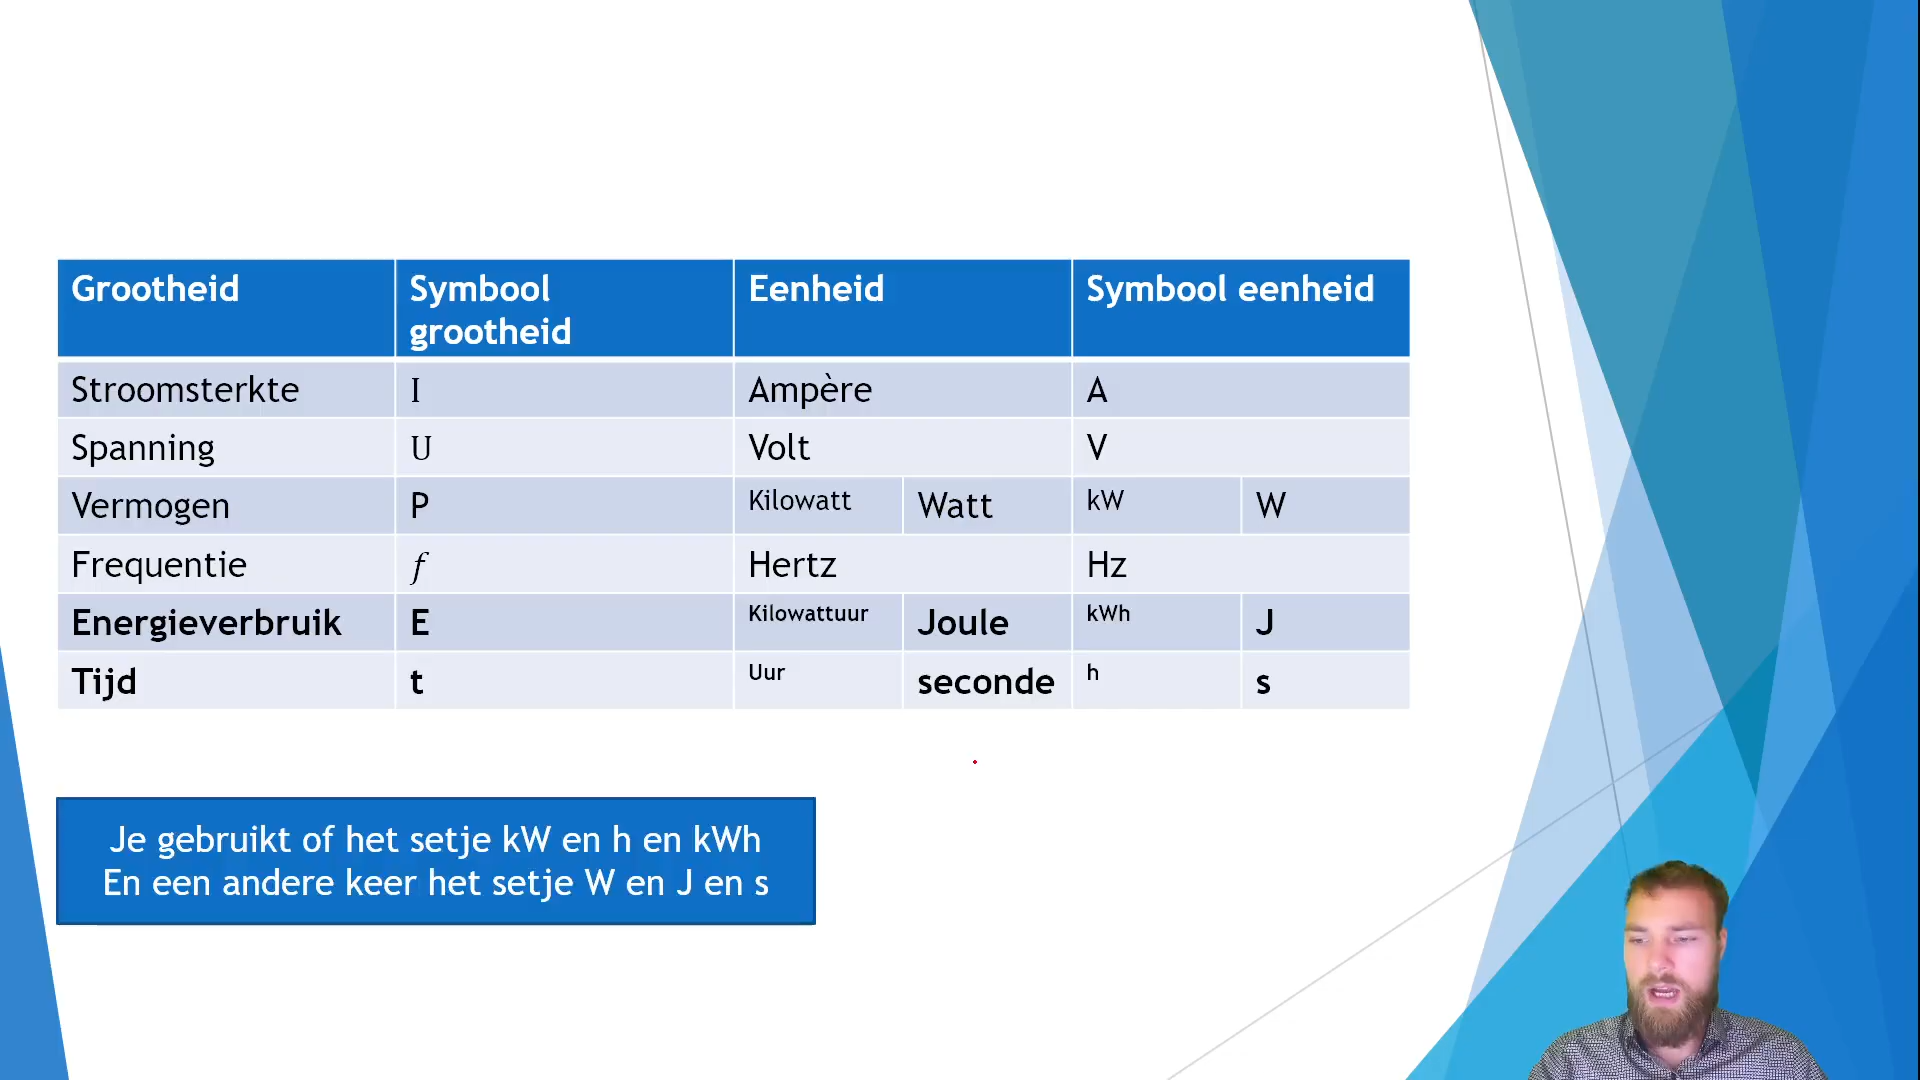 Grootheid Symbool grootheid Eenheid Symbool eenheid
Stroomsterkte I Ampère A
Spanning U Volt V
Vermogen P Kilowatt Watt kW W
Frequentie f Hertz Hz
Energieverbruik E Kilowattuur Joule kWh J
Tijd t Uur seconde h s
Je gebruikt of het setje kW en h en kWh
En een andere keer het setje W en J en s